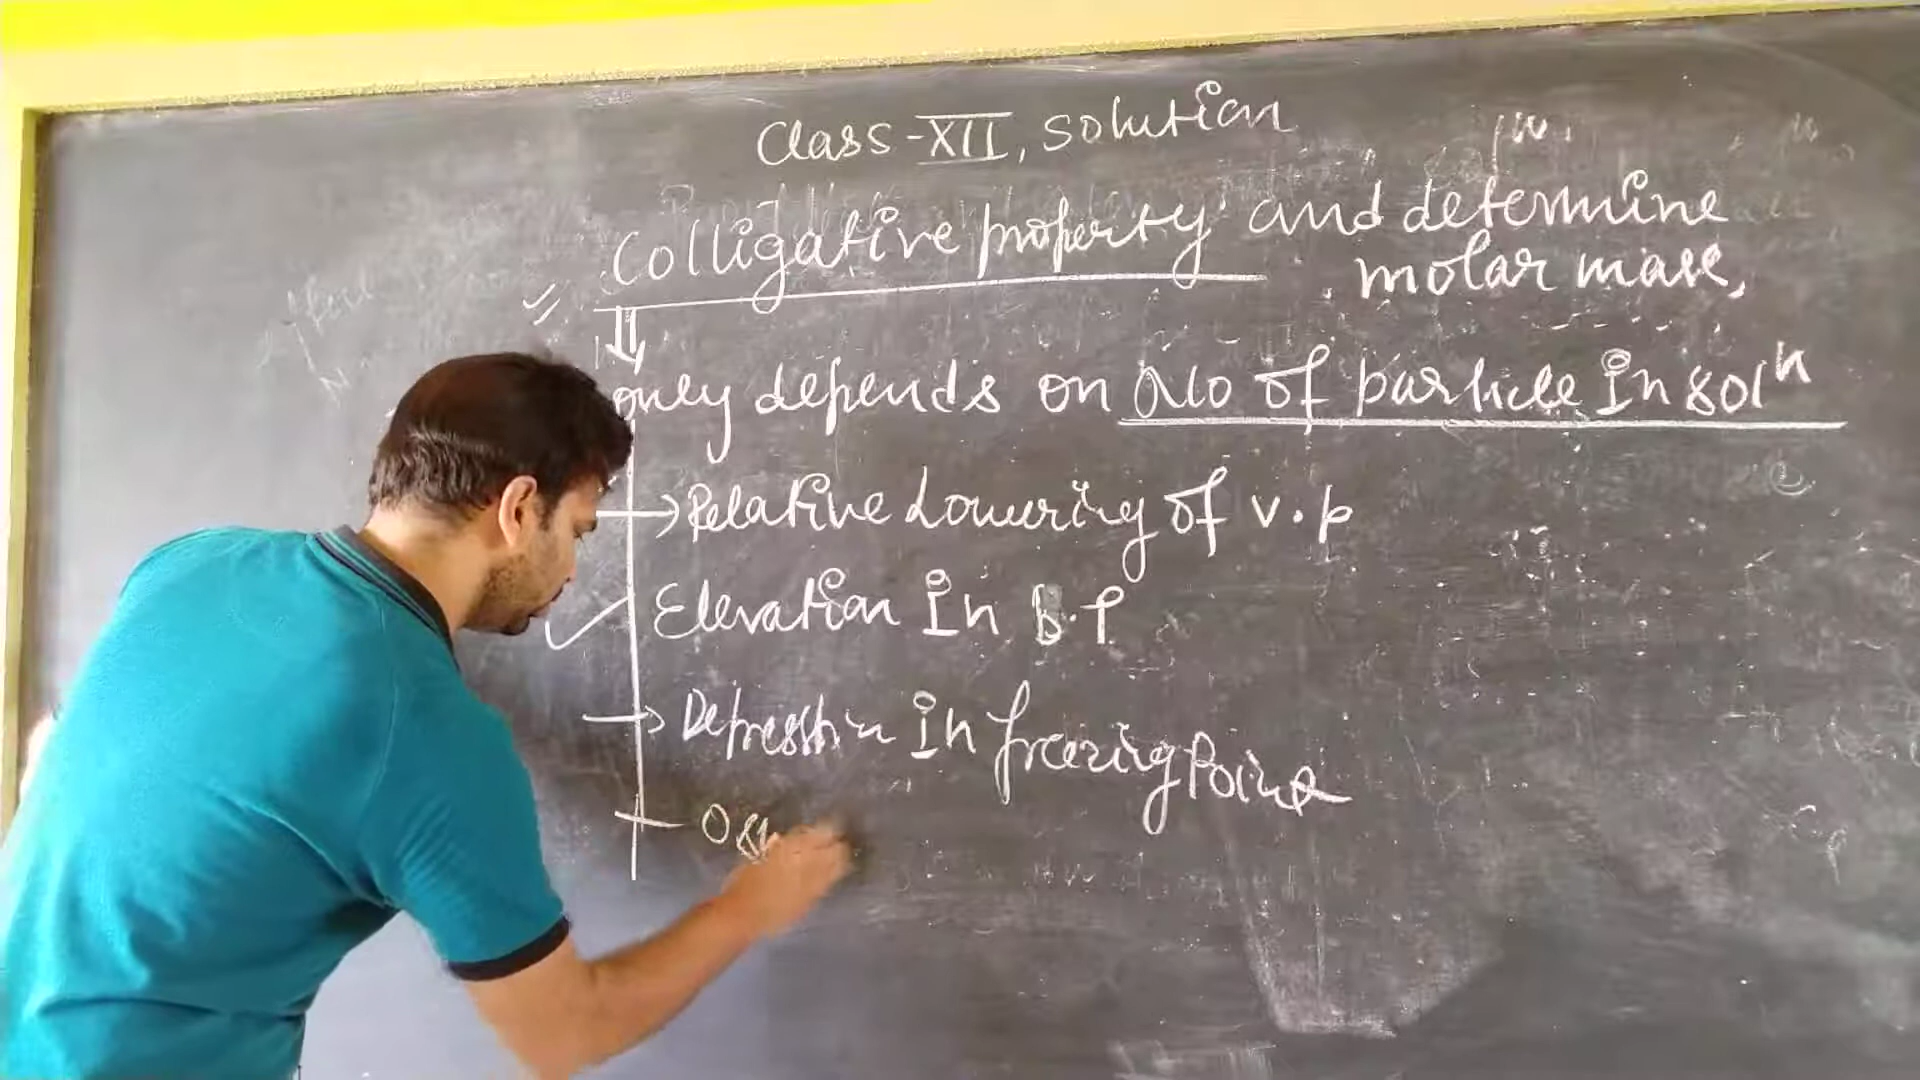 Class-XII, solution
Colligative property and determine
molar mass,
only depends on No of particle In solⁿ
Relative Lowering of v.p
Elevation In b.p
Depression In freezing Point
Os